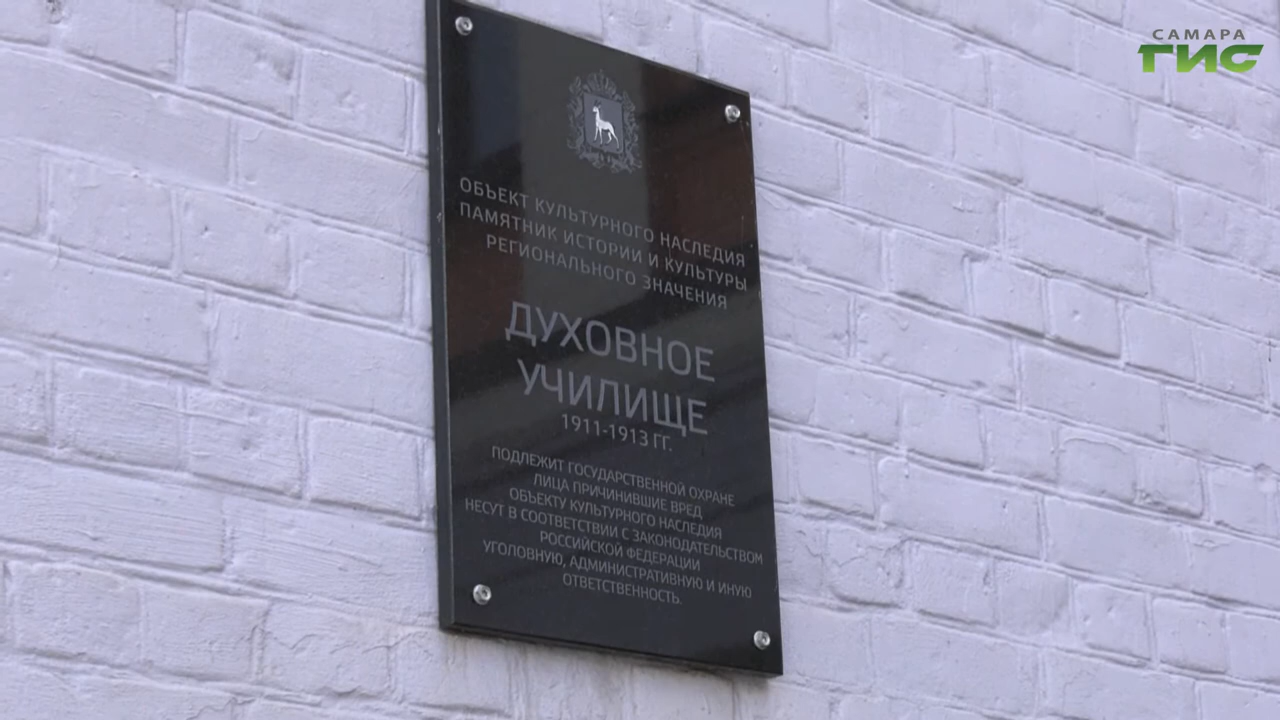 САМАРА
ГИС
ОБЪЕКТ КУЛЬТУРНОГО НАСЛЕДИЯ
ПАМЯТНИК ИСТОРИИ И КУЛЬТУРЫ
РЕГИОНАЛЬНОГО ЗНАЧЕНИЯ
ДУХОВНОЕ
УЧИЛИЩЕ
1911-1913 ГГ.
ПОДЛЕЖИТ ГОСУДАРСТВЕННОЙ ОХРАНЕ
ЛИЦА ПРИЧИНИВШИЕ ВРЕД
ОБЪЕКТУ КУЛЬТУРНОГО НАСЛЕДИЯ
НЕСУТ В СООТВЕТСТВИИ С ЗАКОНОДАТЕЛЬСТВОМ
РОССИЙСКОЙ ФЕДЕРАЦИИ
УГОЛОВНУЮ, АДМИНИСТРАТИВНУЮ И ИНУЮ
ОТВЕТСТВЕННОСТЬ.